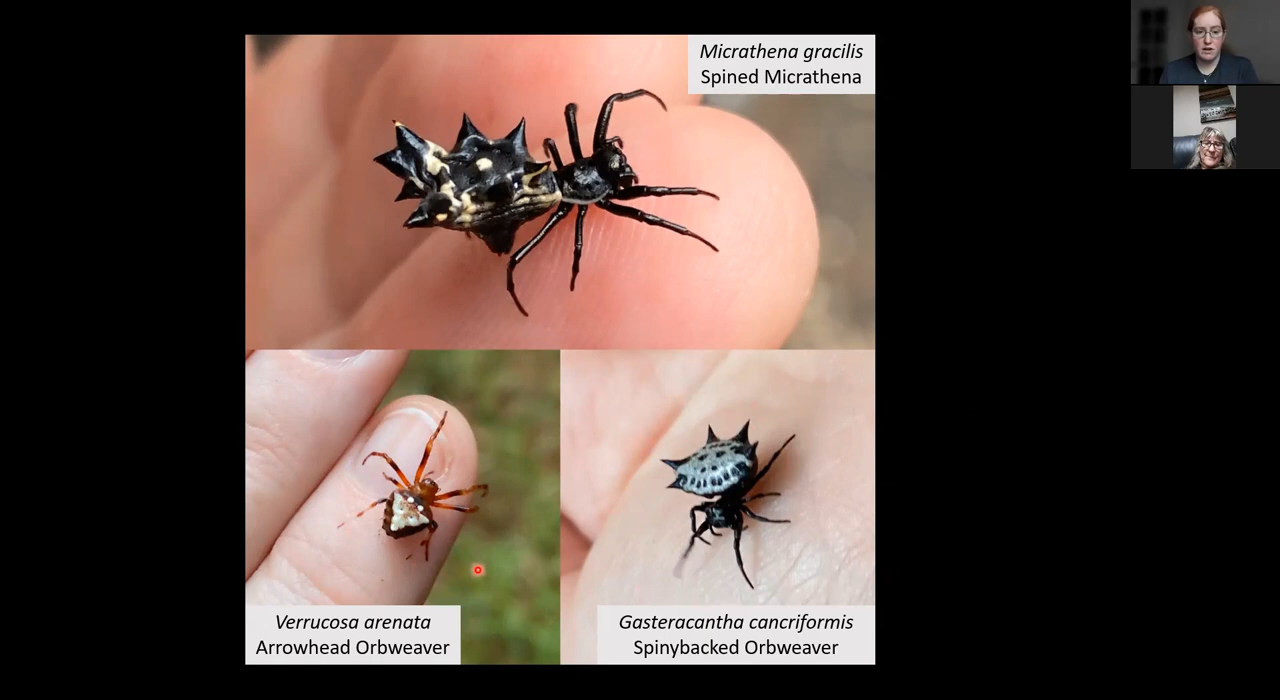 Micrathena gracilis
Spined Micrathena
Verrucosa arenata
Arrowhead Orbweaver
Gasteracantha cancriformis
Spinybacked Orbweaver